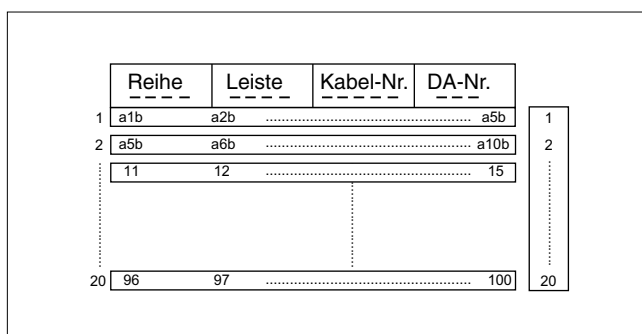 Reihe Leiste Kabel-Nr. DA-Nr.
1 a1b a2b a5b 1
2 a5b a6b a10b 2
11 12 15
20 96 97 100 20